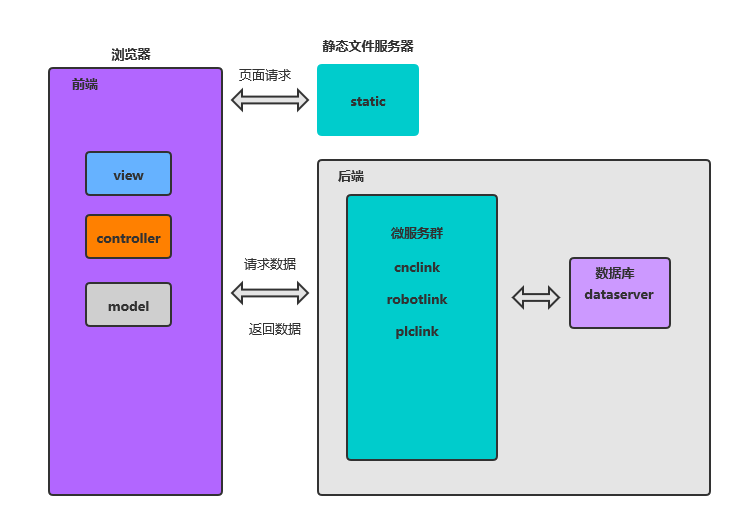 浏览器
前端
view
controller
model
页面请求
静态文件服务器
static
请求数据
返回数据
后端
微服务群
cnclink
robotlink
plclink
数据库
dataserver